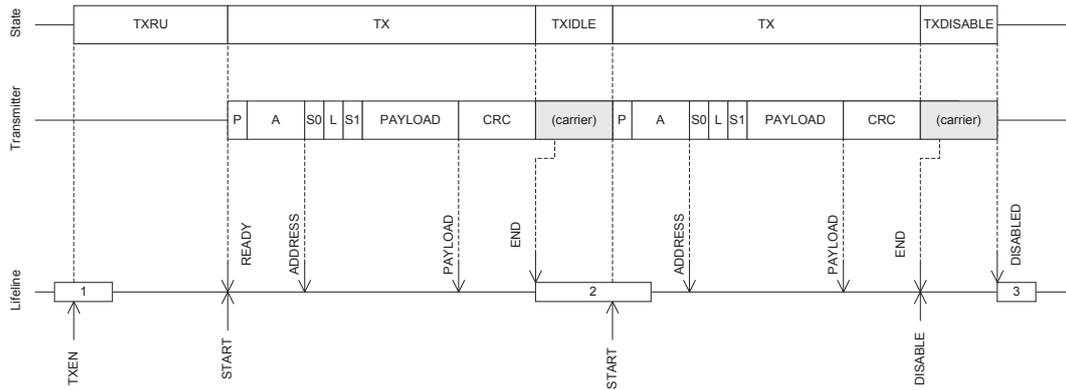 State
TXRU
TX
TXIDLE
TX
TXDISABLE
Transmitter
P
A
S0
L
S1
PAYLOAD
CRC
(carrier)
P
A
S0
L
S1
PAYLOAD
CRC
(carrier)
READY
ADDRESS
PAYLOAD
END
ADDRESS
PAYLOAD
END
DISABLED
Lifeline
1
2
3
TXEN
START
START
DISABLE